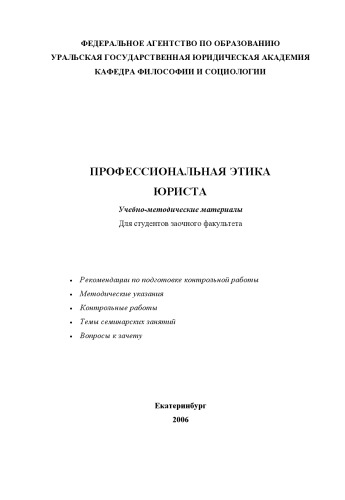 ФЕДЕРАЛЬНОЕ АГЕНТСТВО ПО ОБРАЗОВАНИЮ
УРАЛЬСКАЯ ГОСУДАРСТВЕННАЯ ЮРИДИЧЕСКАЯ АКАДЕМИЯ
КАФЕДРА ФИЛОСОФИИ И СОЦИОЛОГИИ
ПРОФЕССИОНАЛЬНАЯ ЭТИКА
ЮРИСТА
Учебно-методические материалы
Для студентов заочного факультета
• Рекомендации по подготовке контрольной работы
• Методические указания
• Контрольные работы
• Темы семинарских занятий
• Вопросы к зачету
Екатеринбург
2006